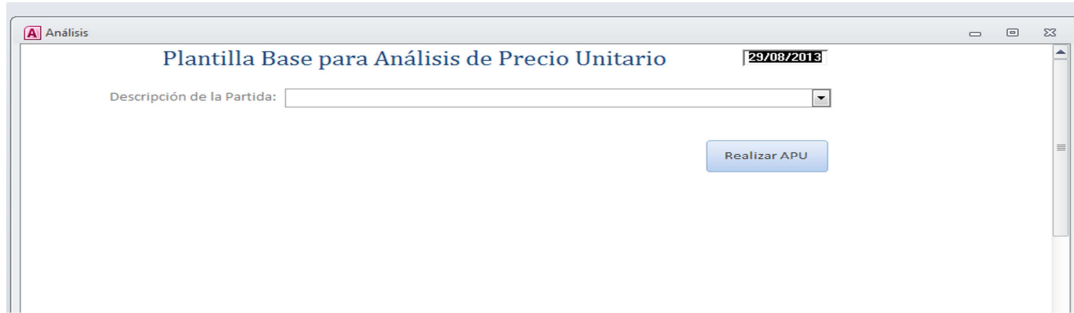 A Análisis
Plantilla Base para Análisis de Precio Unitario 29/08/2013
Descripción de la Partida:
Realizar APU